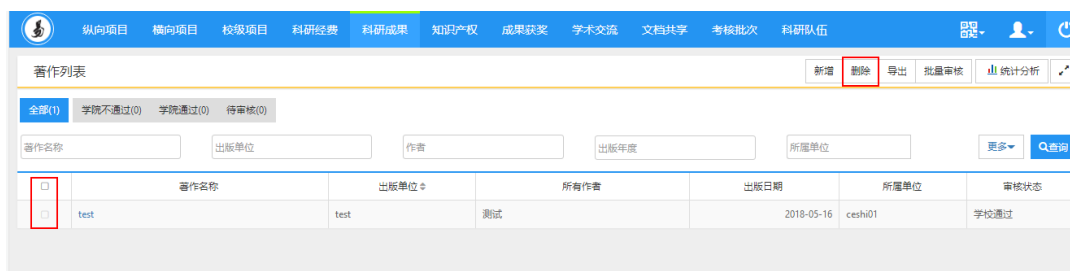 纵向项目 横向项目 校级项目 科研经费 科研成果 知识产权 成果获奖 学术交流 文档共享 考核批次 科研队伍
著作列表 新增 删除 导出 批量审核 统计分析
全部(1) 学院不通过(0) 学院通过(0) 待审核(0)
著作名称 出版单位 作者 出版年度 所属单位 更多 查询
著作名称 出版单位 所有作者 出版日期 所属单位 审核状态
test test 测试 2018-05-16 ceshi01 学校通过